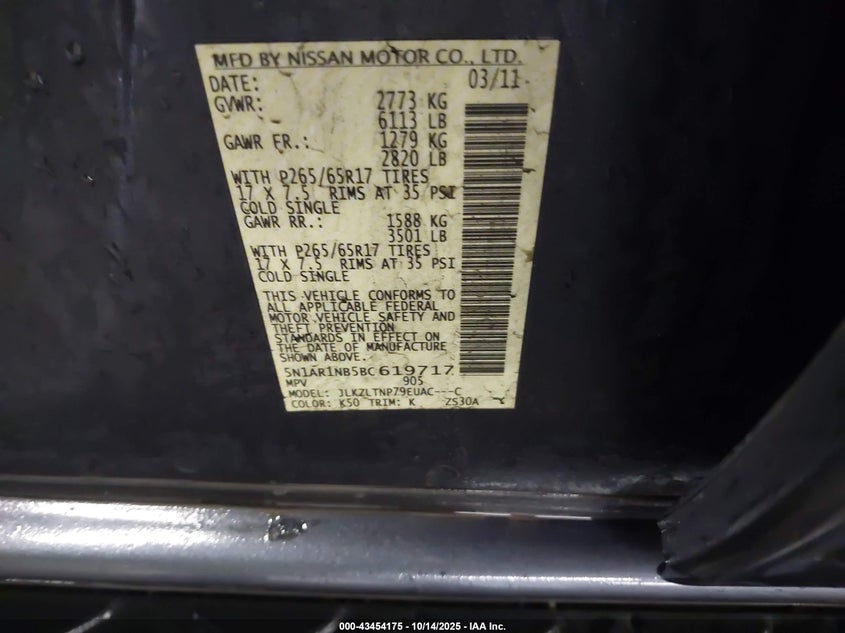 MFD BY NISSAN MOTOR CO., LTD.
DATE: 03/11
GVWR: 2773 KG
6113 LB
GAWR FR.: 1279 KG
2820 LB
WITH P265/65R17 TIRES
17 X 7.5 RIMS AT 35 PSI
COLD SINGLE
GAWR RR.: 1588 KG
3501 LB
WITH P265/65R17 TIRES
17 X 7.5 RIMS AT 35 PSI
COLD SINGLE
THIS VEHICLE CONFORMS TO
ALL APPLICABLE FEDERAL
MOTOR VEHICLE SAFETY AND
THEFT PREVENTION
STANDARDS IN EFFECT ON
THE DATE OF MANUFACTURE
SHOWN ABOVE.
5N1AR1NB5BC619717
MPV 905
MODEL: JLKZLTNP79EUAC---C
COLOR: K50 TRIM: K ZS30A
000-43454175 - 10/14/2025 - IAA Inc.